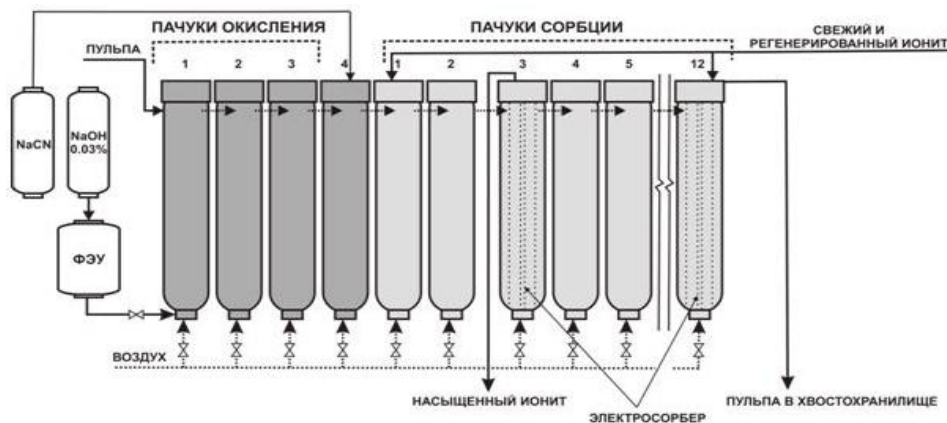 ПАЧУКИ ОКИСЛЕНИЯ
ПАЧУКИ СОРБЦИИ
СВЕЖИЙ И
РЕГЕНЕРИРОВАННЫЙ ИОНИТ
ПУЛЬПА
1 2 3 4 1 2 3 4 5 12
NaCN
NaOH
0.03%
ФЭУ
ВОЗДУХ
НАСЫЩЕННЫЙ ИОНИТ
ЭЛЕКТРОСОРБЕР
ПУЛЬПА В ХВОСТОХРАНИЛИЩЕ